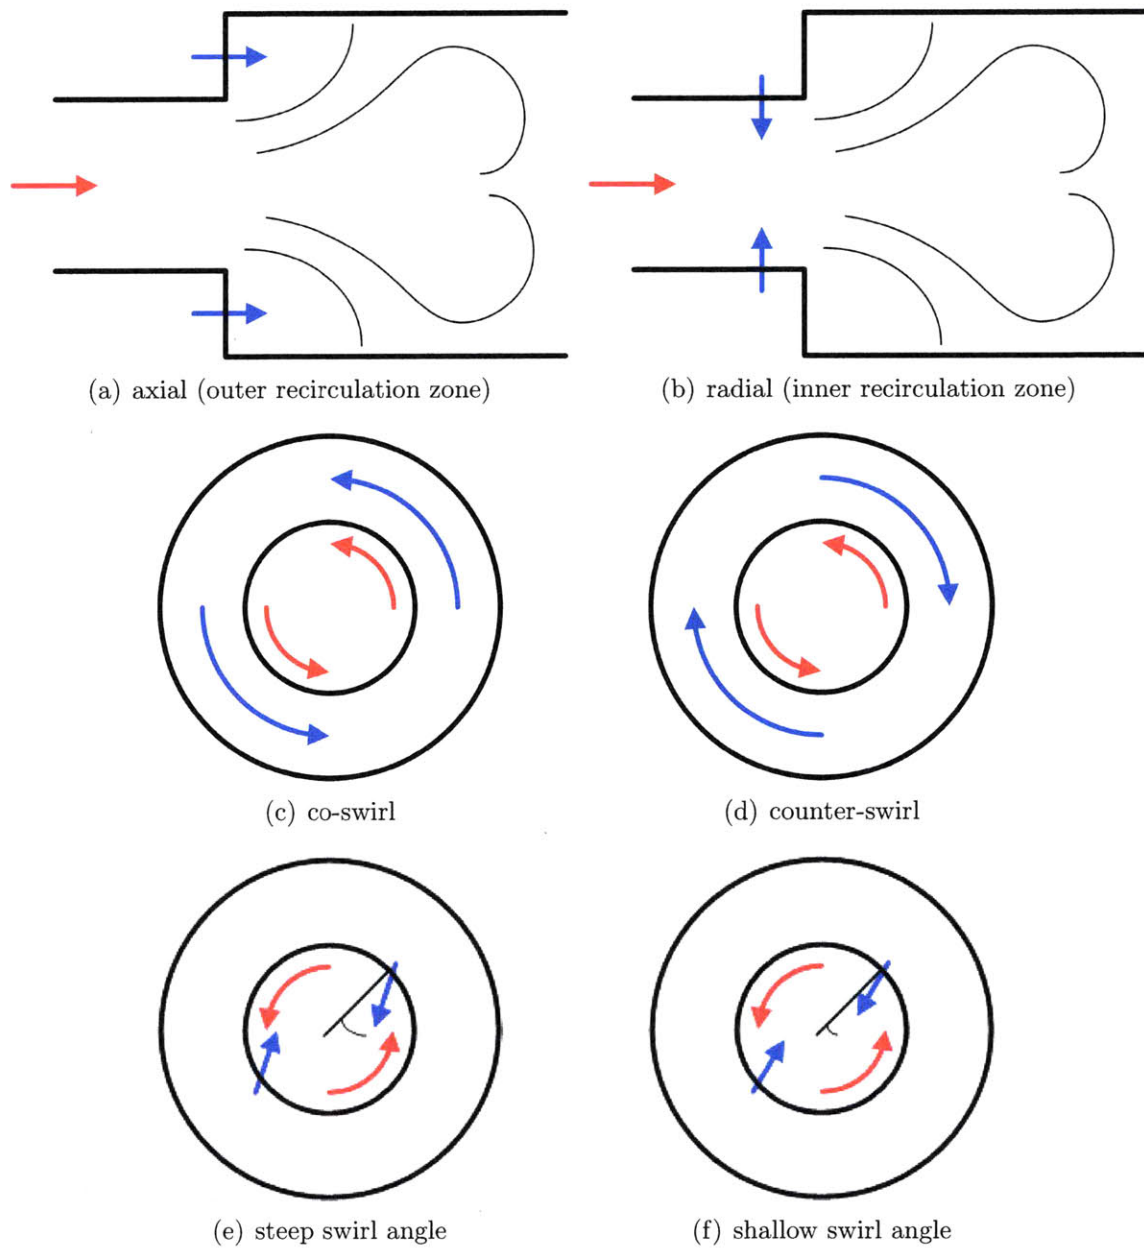 (a) axial (outer recirculation zone)
(b) radial (inner recirculation zone)
(c) co-swirl
(d) counter-swirl
(e) steep swirl angle
(f) shallow swirl angle